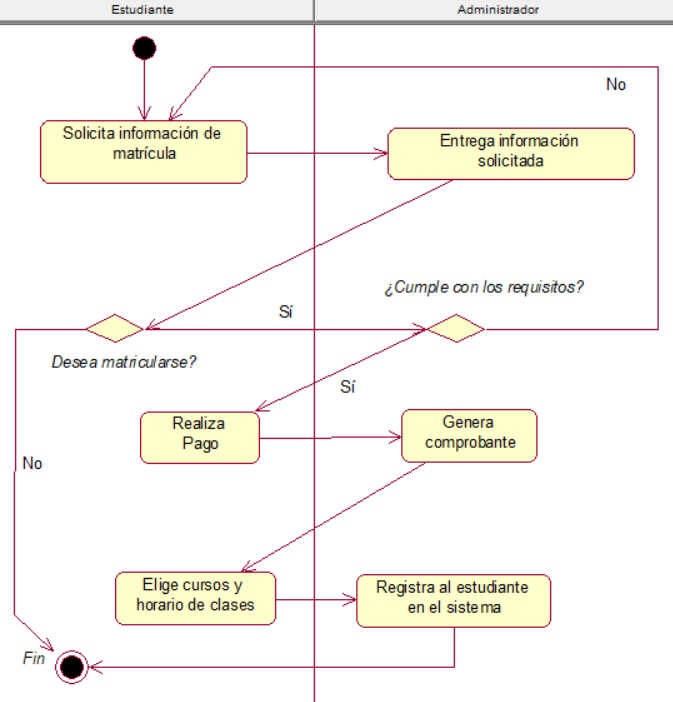 Estudiante
Administrador
No
Solicita información de
matrícula
Entrega información
solicitada
¿Cumple con los requisitos?
Sí
Desea matricularse?
Sí
Realiza
Pago
Genera
comprobante
No
Elige cursos y
horario de clases
Registra al estudiante
en el sistema
Fin